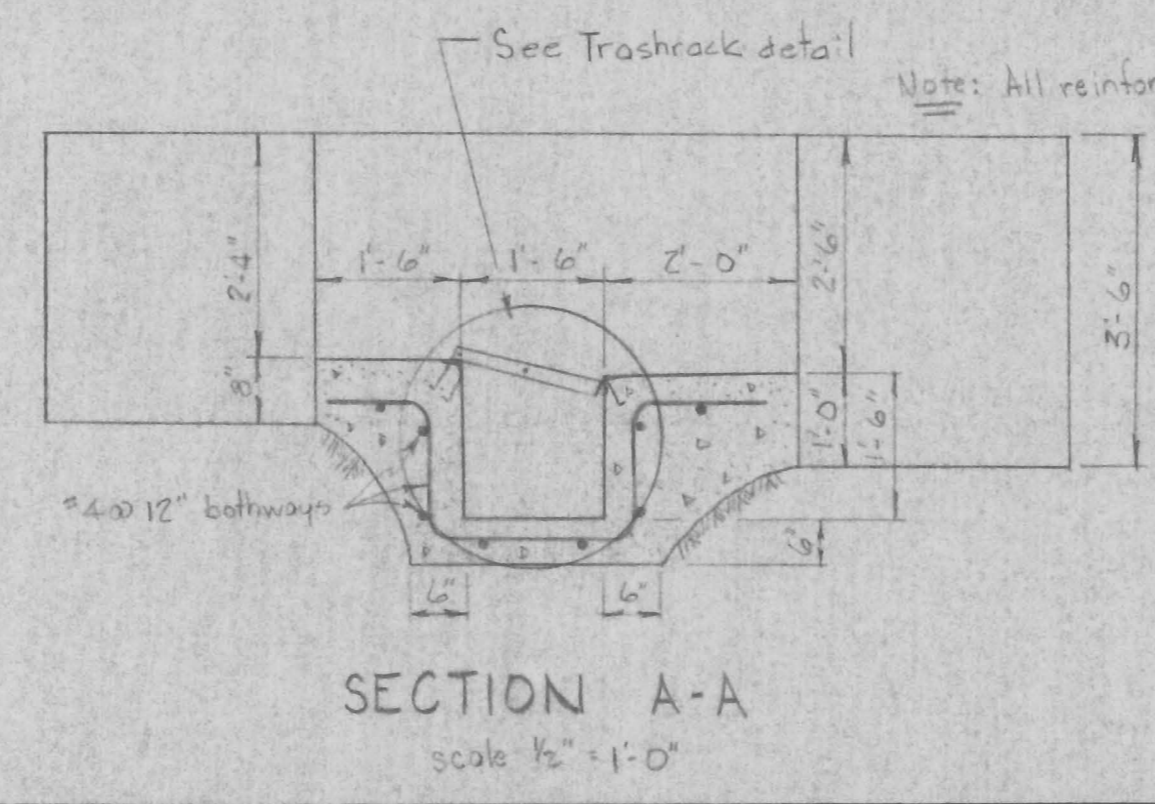 See Trashrack detail
Note: All reinfor
2'-4"
1'-6"
1'-6"
2'-0"
2'-6"
3'-6"
8"
1'-0"
1'-6"
#4 @ 12" bothways
6"
6"
6"
SECTION A-A
scale ½" = 1'-0"